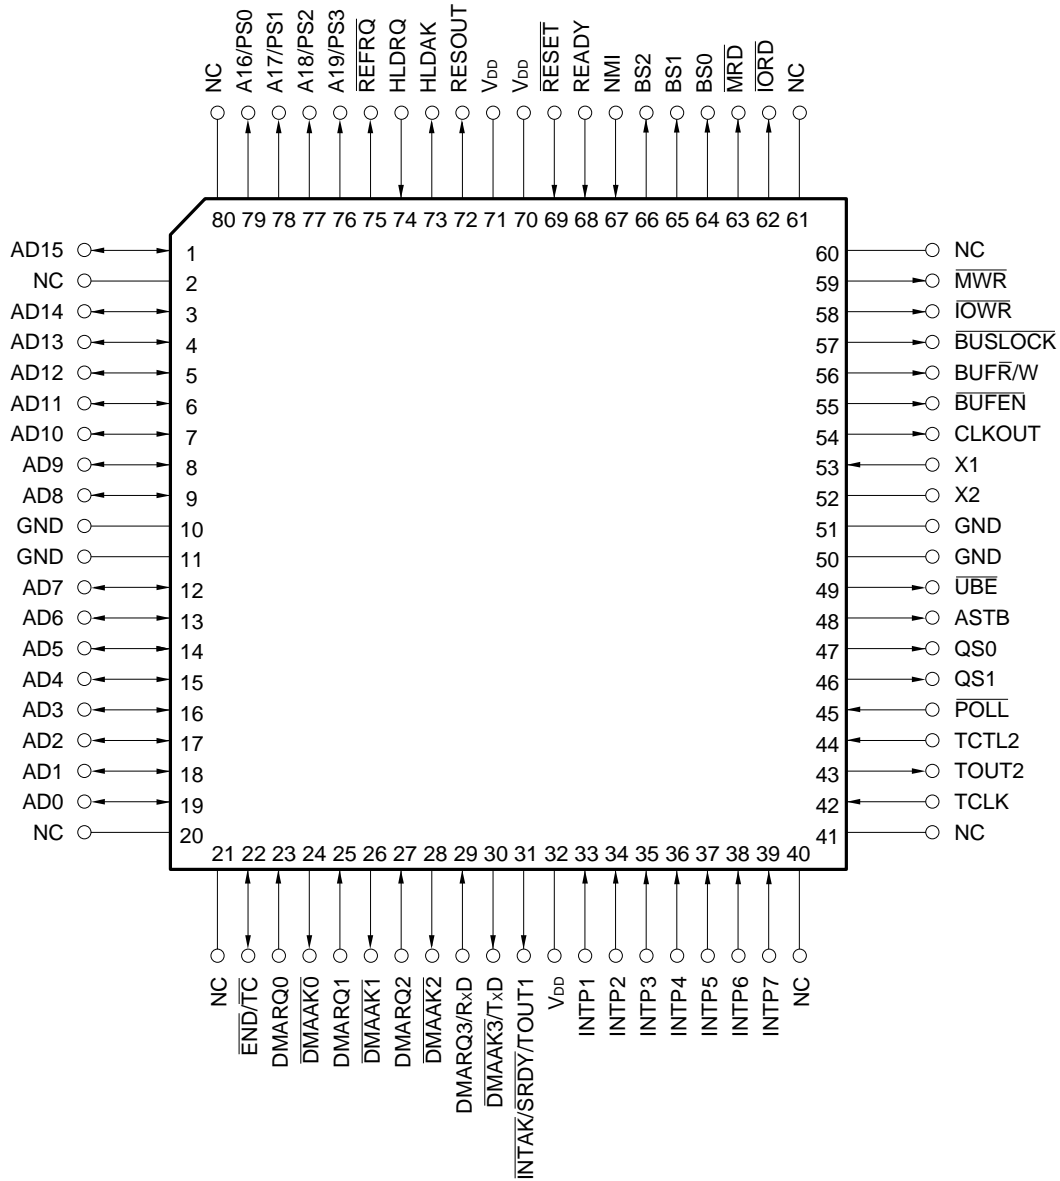 NC
A16/PS0
A17/PS1
A18/PS2
A19/PS3
REFRQ
HLDRQ
HLDAK
RESOUT
VDD
VDD
RESET
READY
NMI
BS2
BS1
BS0
MRD
IORD
NC
80 79 78 77 76 75 74 73 72 71 70 69 68 67 66 65 64 63 62 61
AD15 1
NC 2
AD14 3
AD13 4
AD12 5
AD11 6
AD10 7
AD9 8
AD8 9
GND 10
GND 11
AD7 12
AD6 13
AD5 14
AD4 15
AD3 16
AD2 17
AD1 18
AD0 19
NC 20
60 NC
59 MWR
58 IOWR
57 BUSLOCK
56 BUFR/W
55 BUFEN
54 CLKOUT
53 X1
52 X2
51 GND
50 GND
49 UBE
48 ASTB
47 QS0
46 QS1
45 POLL
44 TCTL2
43 TOUT2
42 TCLK
41 NC
21 22 23 24 25 26 27 28 29 30 31 32 33 34 35 36 37 38 39 40
NC
END/TC
DMARQ0
DMAAK0
DMARQ1
DMAAK1
DMARQ2
DMAAK2
DMARQ3/RxD
DMAAK3/TxD
INTAK/SRDY/TOUT1
VDD
INTP1
INTP2
INTP3
INTP4
INTP5
INTP6
INTP7
NC